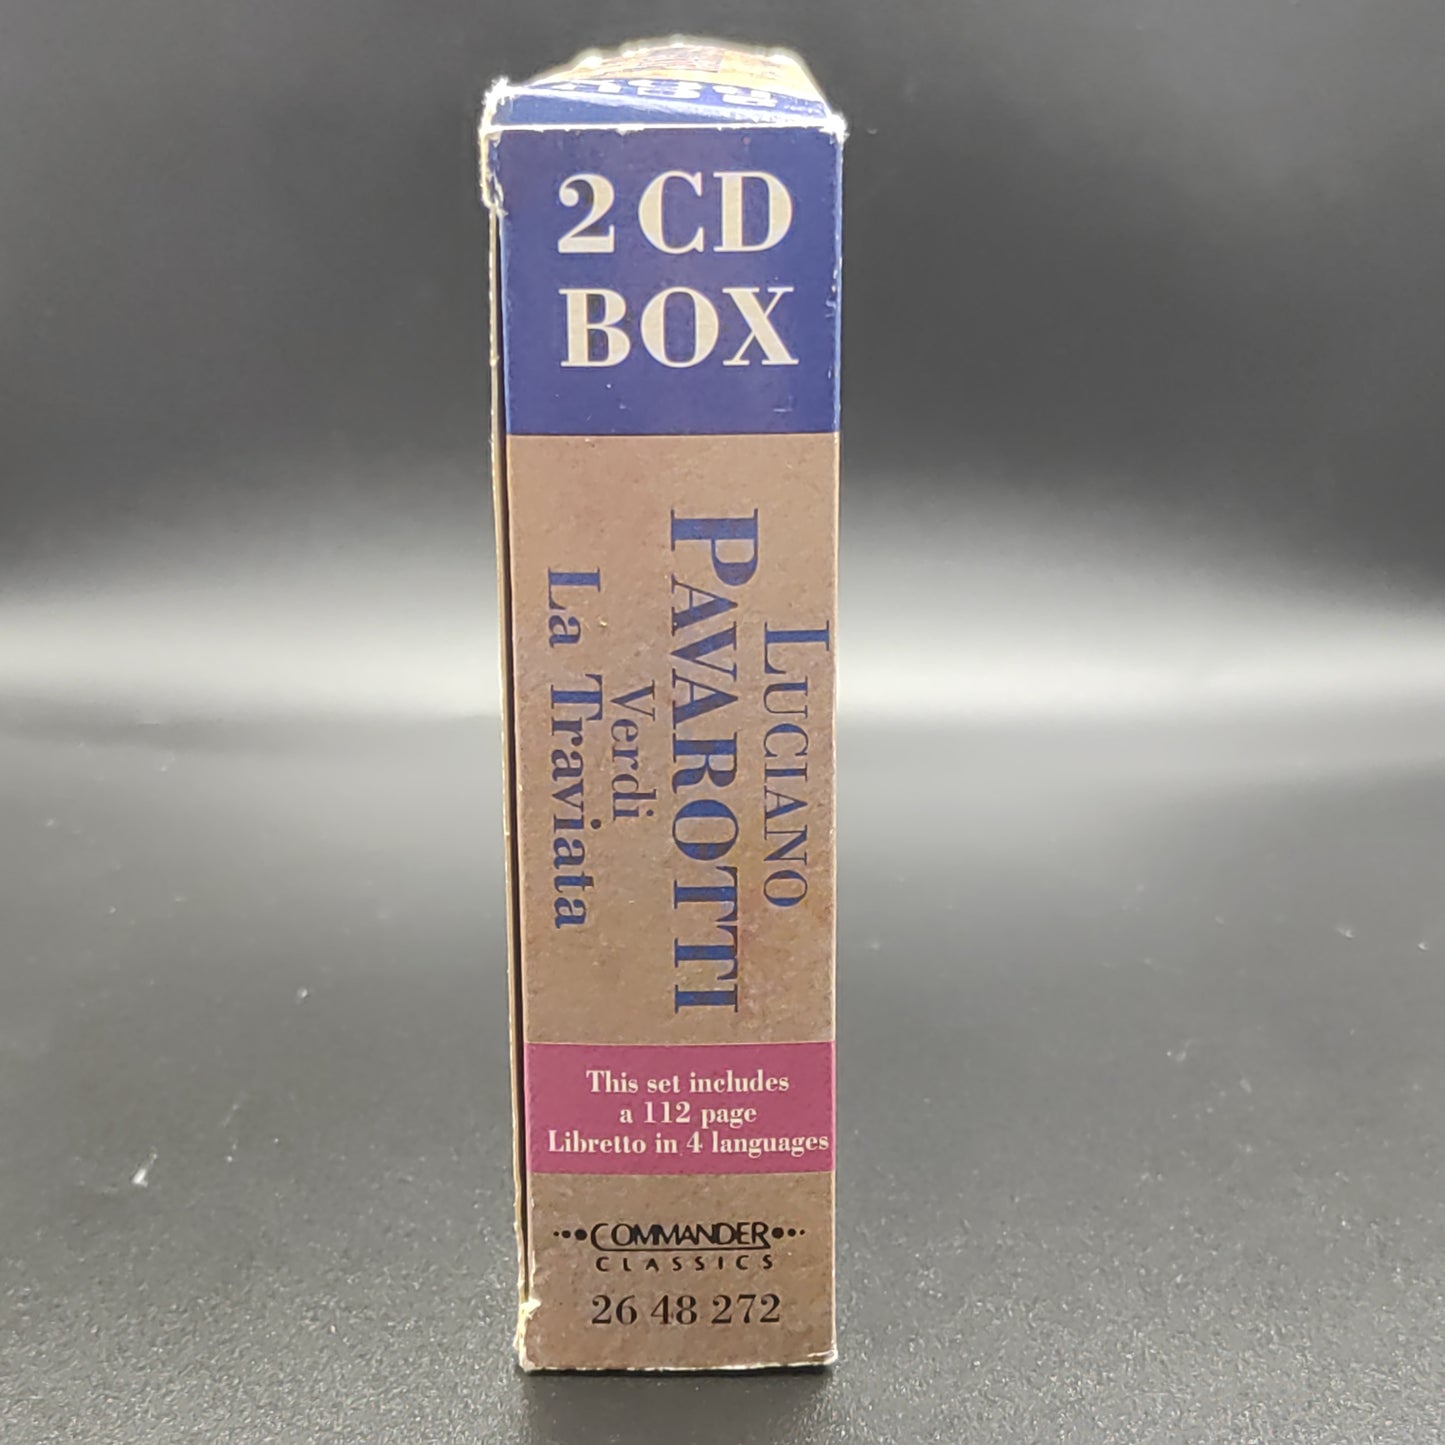 2 CD
BOX
LUCIANO
PAVAROTTI
Verdi
La Traviata
This set includes
a 112 page
Libretto in 4 languages
COMMANDER
CLASSICS
26 48 272